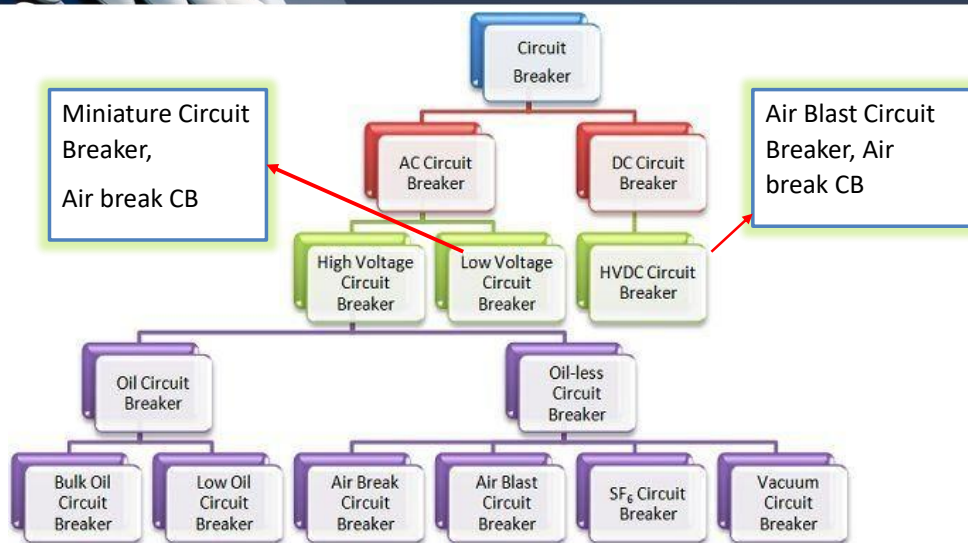 Circuit
Breaker
Miniature Circuit
Breaker,
Air break CB
Air Blast Circuit
Breaker, Air
break CB
AC Circuit
Breaker
DC Circuit
Breaker
High Voltage
Circuit
Breaker
Low Voltage
Circuit
Breaker
HVDC Circuit
Breaker
Oil Circuit
Breaker
Oil-less
Circuit
Breaker
Bulk Oil
Circuit
Breaker
Low Oil
Circuit
Breaker
Air Break
Circuit
Breaker
Air Blast
Circuit
Breaker
SF₆ Circuit
Breaker
Vacuum
Circuit
Breaker